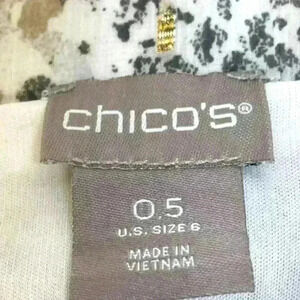 chico's®
0.5
U.S. SIZE 6
MADE IN
VIETNAM